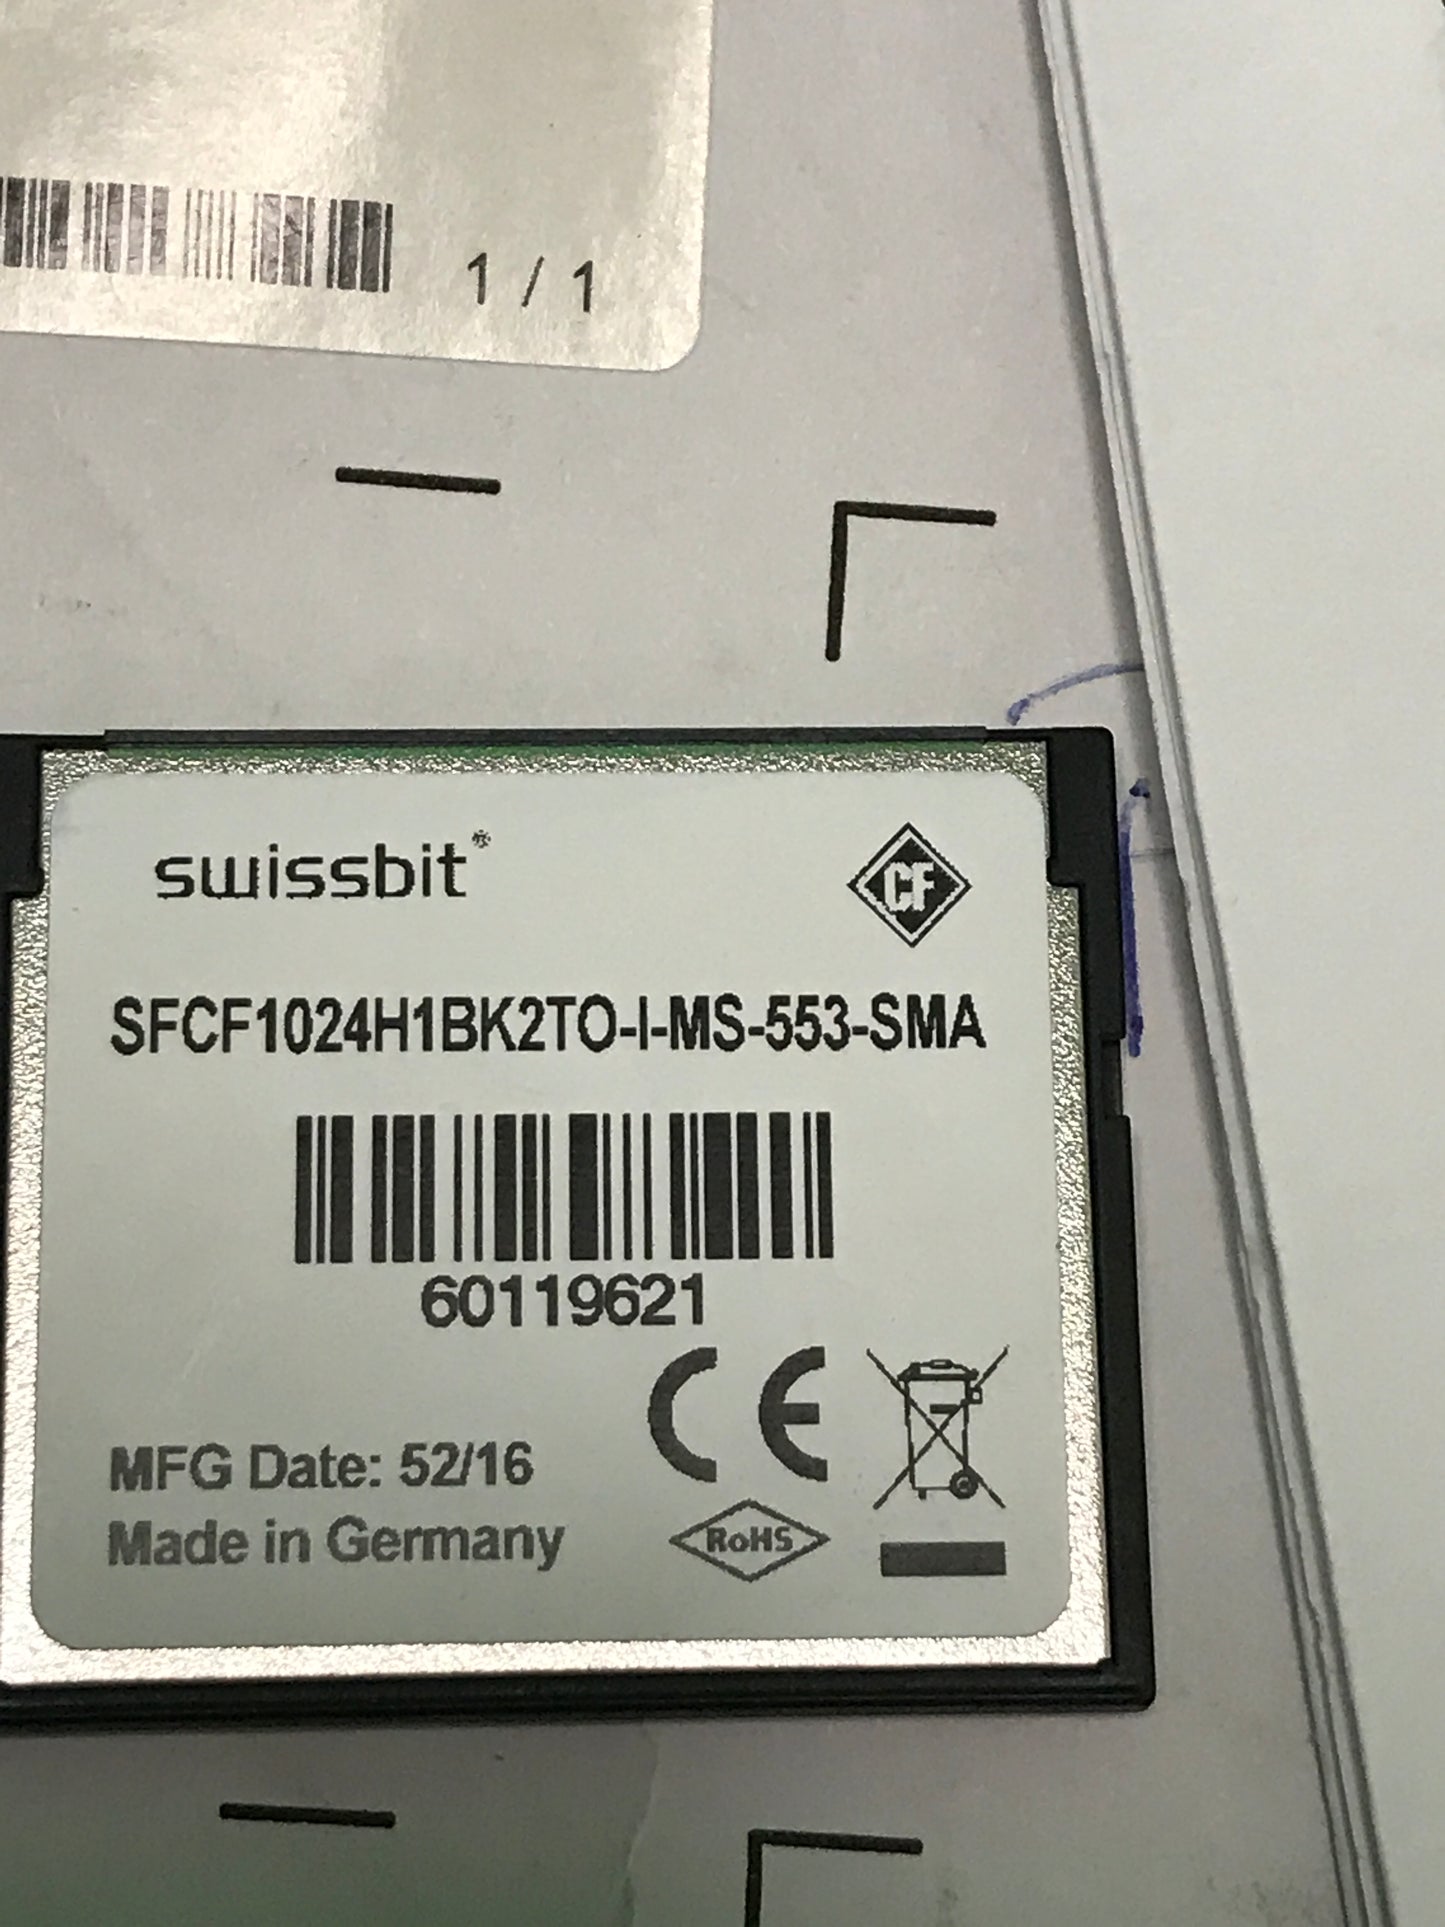 1 / 1
swissbit®
CF
SFCF1024H1BK2TO-I-MS-553-SMA
60119621
CE
MFG Date: 52/16
Made in Germany
RoHS